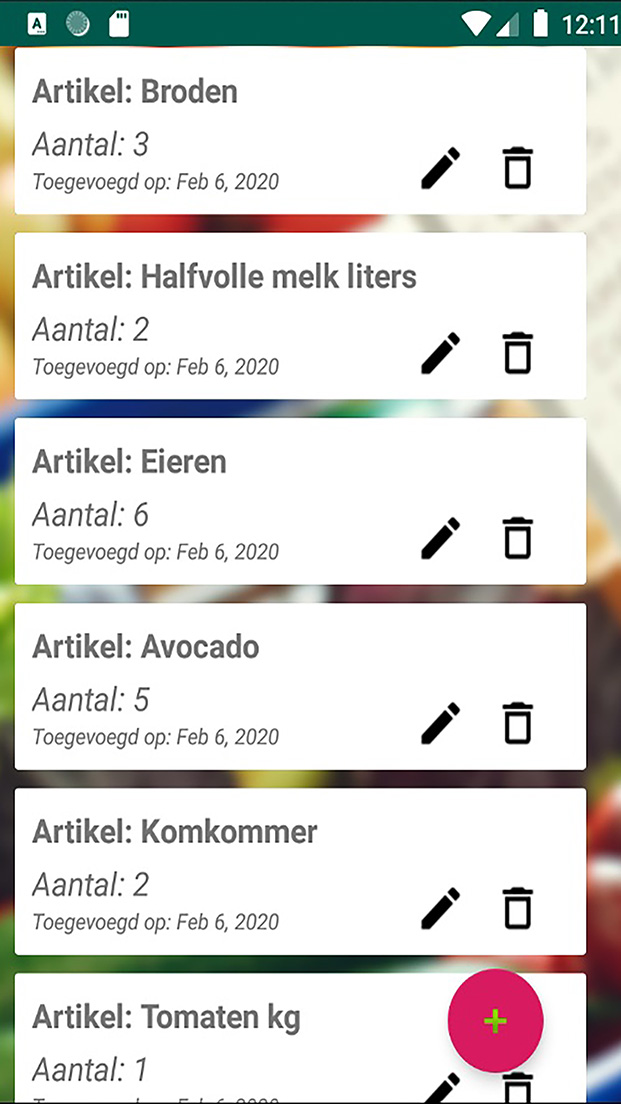 A
12:11
Artikel: Broden
Aantal: 3
Toegevoegd op: Feb 6, 2020
Artikel: Halfvolle melk liters
Aantal: 2
Toegevoegd op: Feb 6, 2020
Artikel: Eieren
Aantal: 6
Toegevoegd op: Feb 6, 2020
Artikel: Avocado
Aantal: 5
Toegevoegd op: Feb 6, 2020
Artikel: Komkommer
Aantal: 2
Toegevoegd op: Feb 6, 2020
Artikel: Tomaten kg
+
Aantal: 1